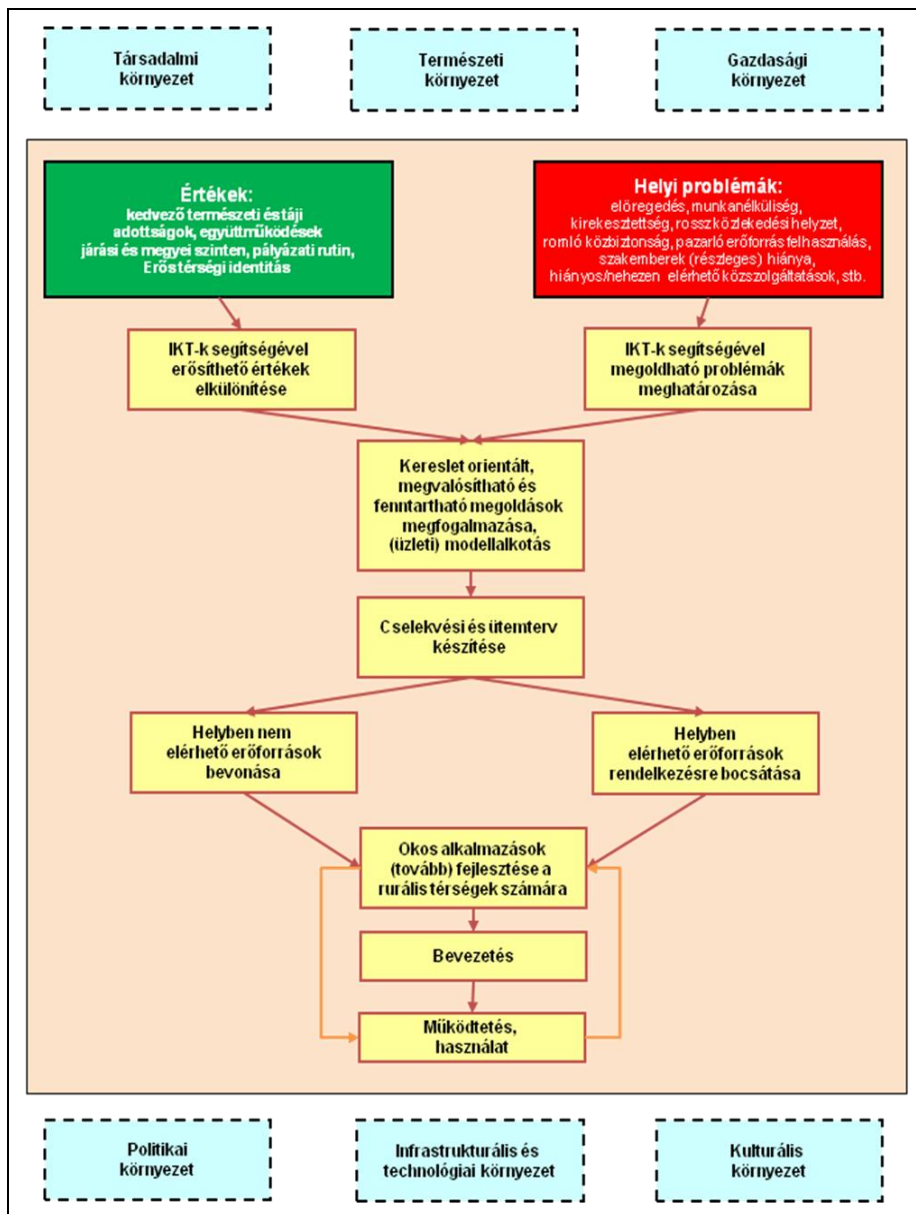 Társadalmi
környezet
Természeti
környezet
Gazdasági
környezet
Értékek:
kedvező természeti és táji
adottságok, együttműködések
járási és megyei szinten, pályázati rutin,
Erős térségi identitás
Helyi problémák:
elöregedés, munkanélküliség,
kirekesztettség, rossz közlekedési helyzet,
romló közbiztonság, pazarló erőforrás felhasználás,
szakemberek (részleges) hiánya,
hiányos/nehezen elérhető közszolgáltatások, stb.
IKT-k segítségével
erősíthető értékek
elkülönítése
IKT-k segítségével
megoldható problémák
meghatározása
Kereslet orientált,
megvalósítható és
fenntartható megoldások
megfogalmazása,
(üzleti) modellalkotás
Cselekvési és ütemterv
készítése
Helyben nem
elérhető erőforrások
bevonása
Helyben
elérhető erőforrások
rendelkezésre bocsátása
Okos alkalmazások
(tovább) fejlesztése a
rurális térségek számára
Bevezetés
Működtetés,
használat
Politikai
környezet
Infrastrukturális és
technológiai környezet
Kulturális
környezet